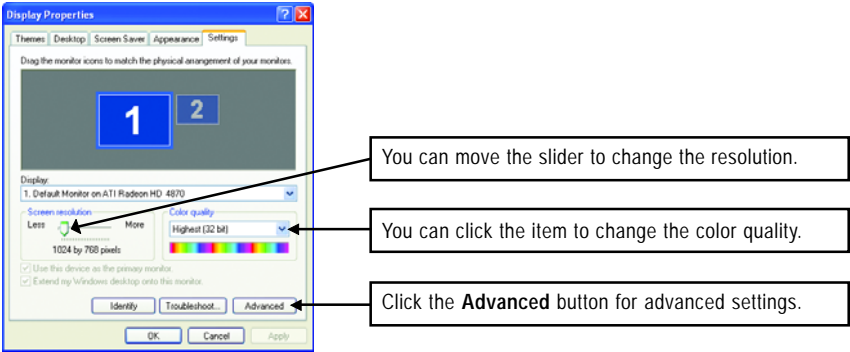 Display Properties
Themes Desktop Screen Saver Appearance Settings
Drag the monitor icons to match the physical arrangement of your monitors.
1 2
Display:
1. Default Monitor on ATI Radeon HD 4870
Screen resolution
Less More
1024 by 768 pixels
Color quality
Highest (32 bit)
Use this device as the primary monitor.
Extend my Windows desktop onto this monitor.
Identify Troubleshoot... Advanced
OK Cancel Apply
You can move the slider to change the resolution.
You can click the item to change the color quality.
Click the Advanced button for advanced settings.